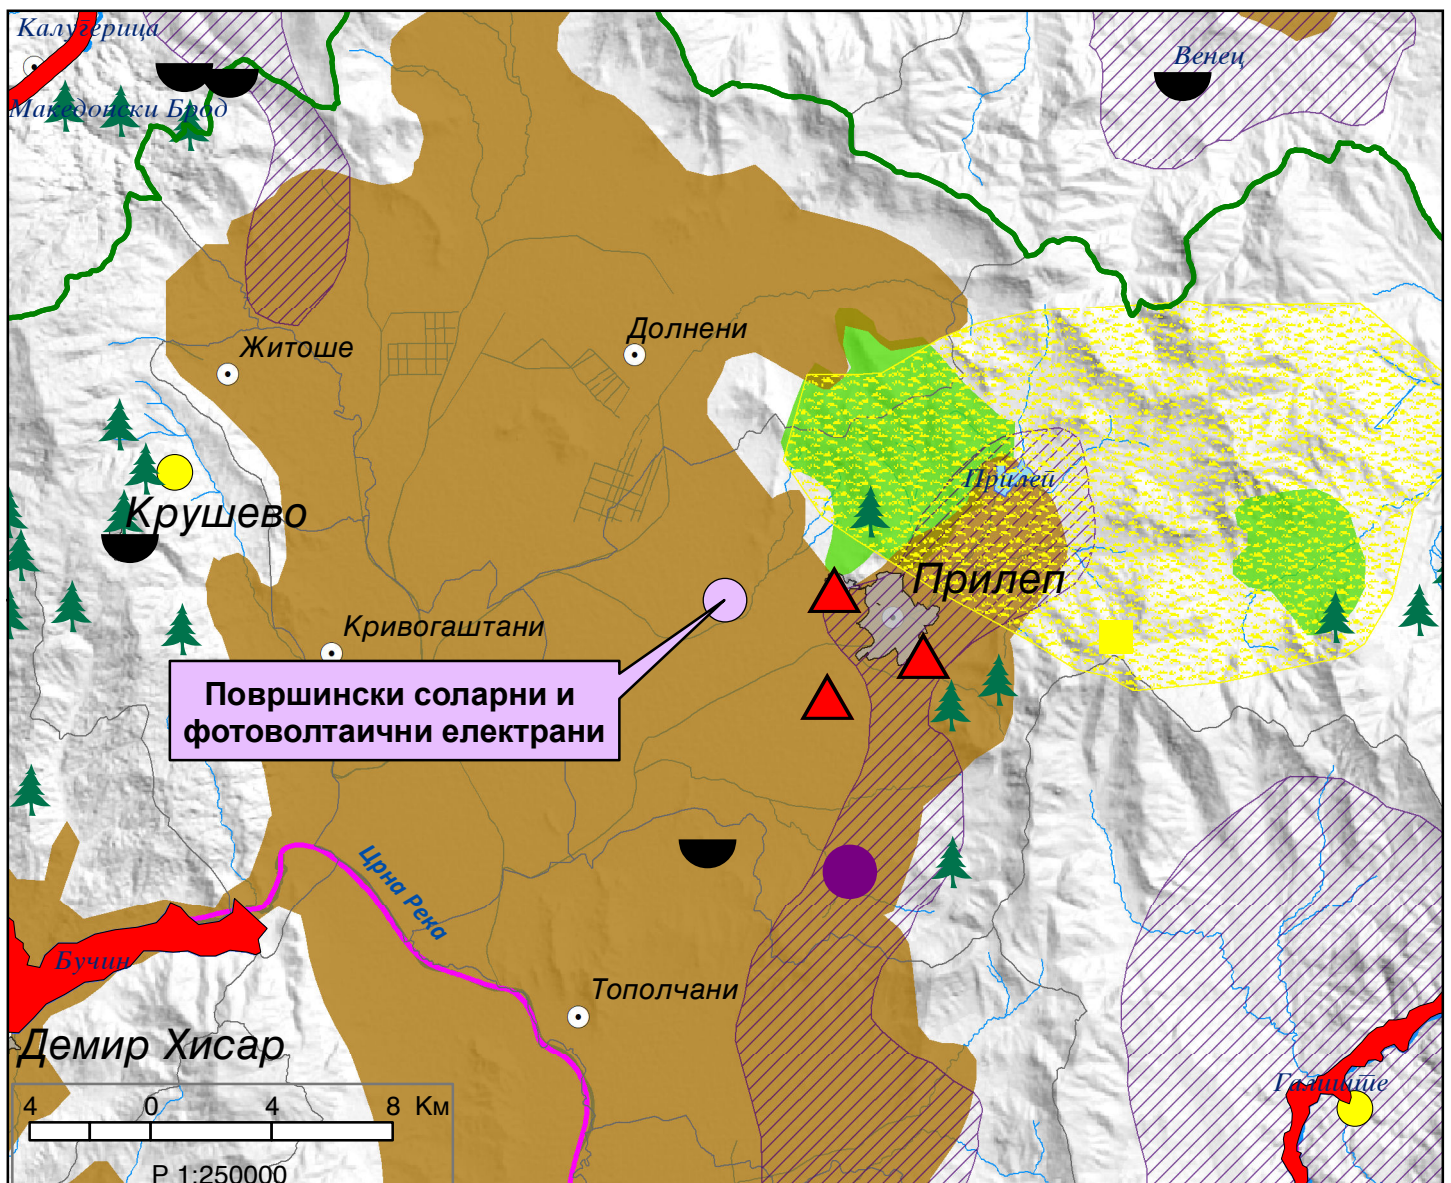 Калуѓерица
Венец
Македонски Брод
Долнени
Житоше
Прилеп
Крушево
Прилеп
Кривогаштани
Површински соларни и
фотоволтаични електрани
Црна Река
Бучин
Тополчани
Демир Хисар
Галиште
4 0 4 8 Км
Р 1:250000